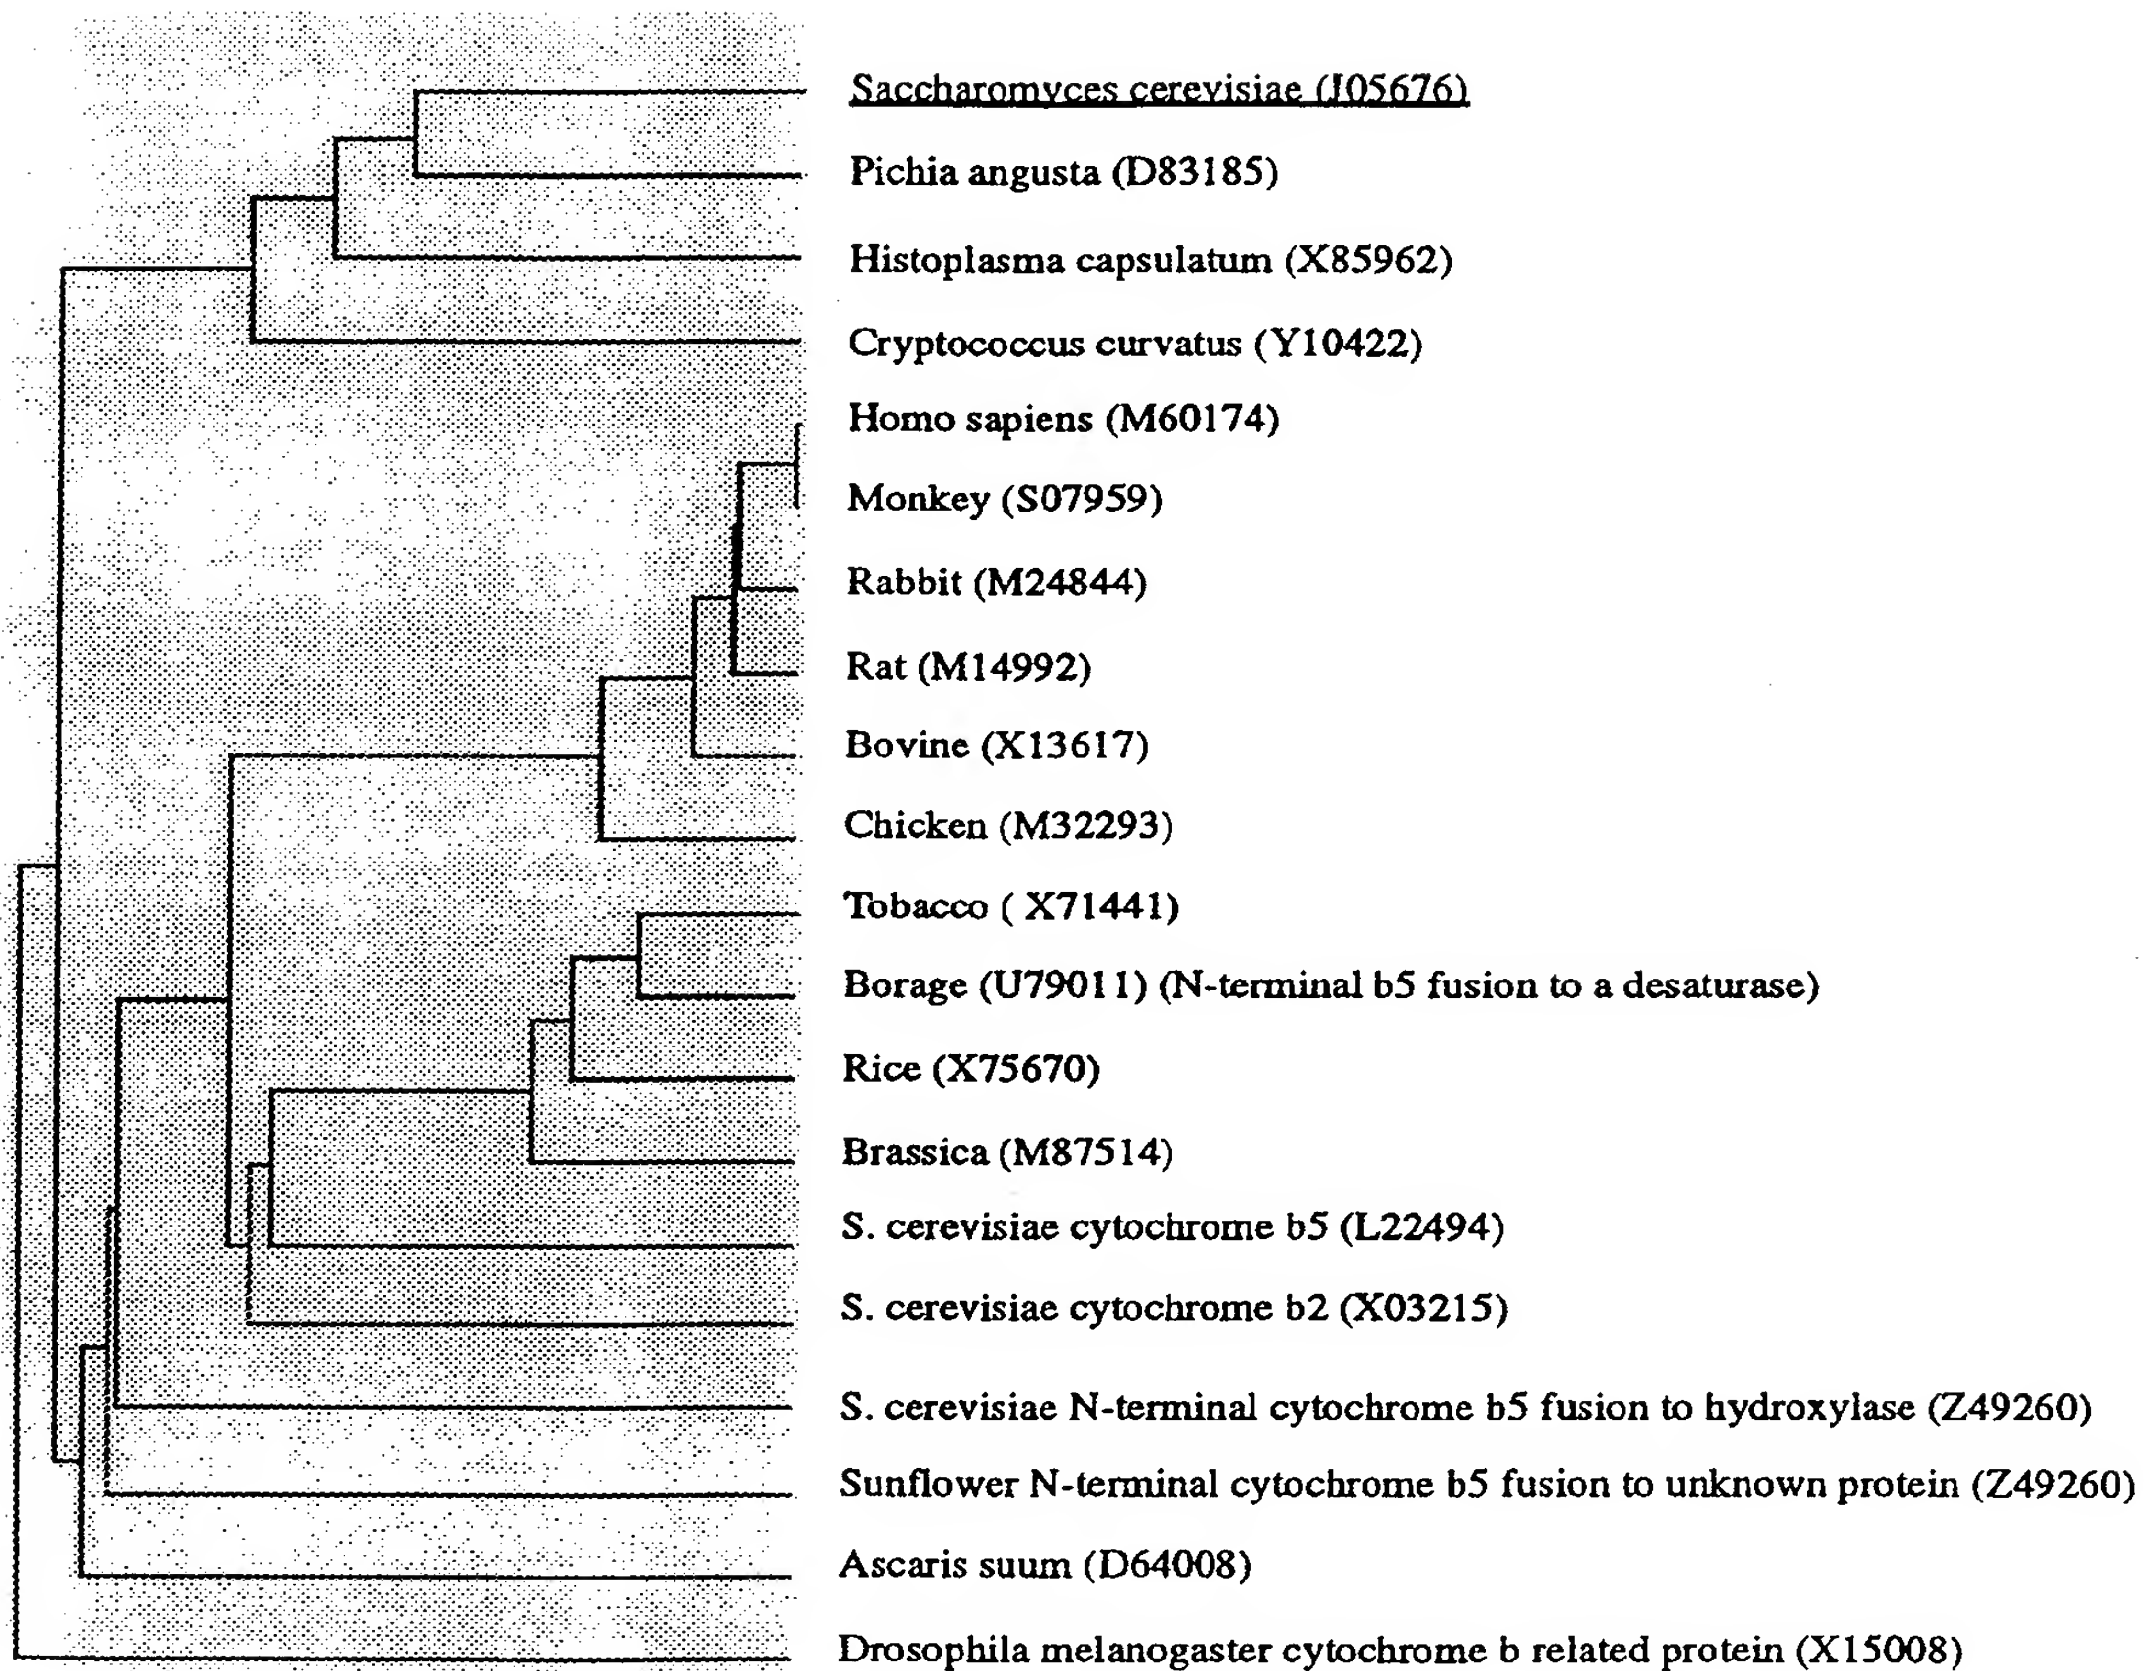 Saccharomyces cerevisiae (J05676)
Pichia angusta (D83185)
Histoplasma capsulatum (X85962)
Cryptococcus curvatus (Y10422)
Homo sapiens (M60174)
Monkey (S07959)
Rabbit (M24844)
Rat (M14992)
Bovine (X13617)
Chicken (M32293)
Tobacco ( X71441)
Borage (U79011) (N-terminal b5 fusion to a desaturase)
Rice (X75670)
Brassica (M87514)
S. cerevisiae cytochrome b5 (L22494)
S. cerevisiae cytochrome b2 (X03215)
S. cerevisiae N-terminal cytochrome b5 fusion to hydroxylase (Z49260)
Sunflower N-terminal cytochrome b5 fusion to unknown protein (Z49260)
Ascaris suum (D64008)
Drosophila melanogaster cytochrome b related protein (X15008)